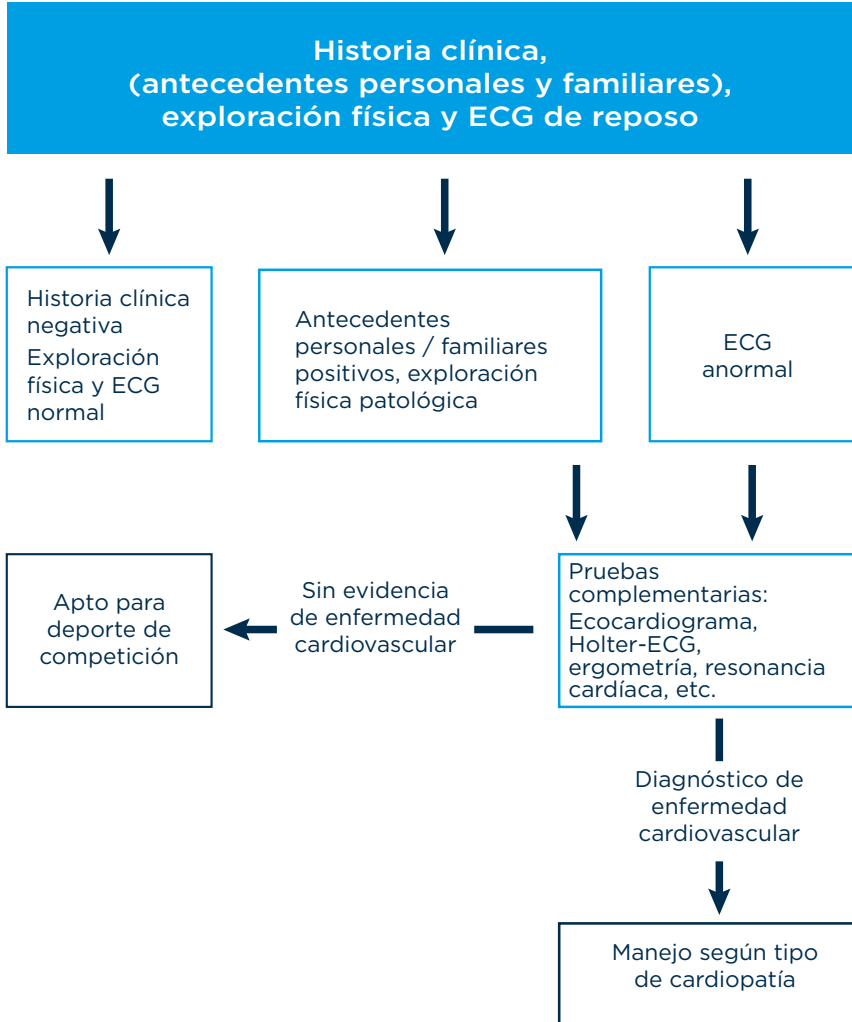 Historia clínica,
(antecedentes personales y familiares),
exploración física y ECG de reposo
Historia clínica
negativa
Exploración
física y ECG
normal
Antecedentes
personales / familiares
positivos, exploración
física patológica
ECG
anormal
Apto para
deporte de
competición
Sin evidencia
de enfermedad
cardiovascular
Pruebas
complementarias:
Ecocardiograma,
Holter-ECG,
ergometría, resonancia
cardíaca, etc.
Diagnóstico de
enfermedad
cardiovascular
Manejo según tipo
de cardiopatía